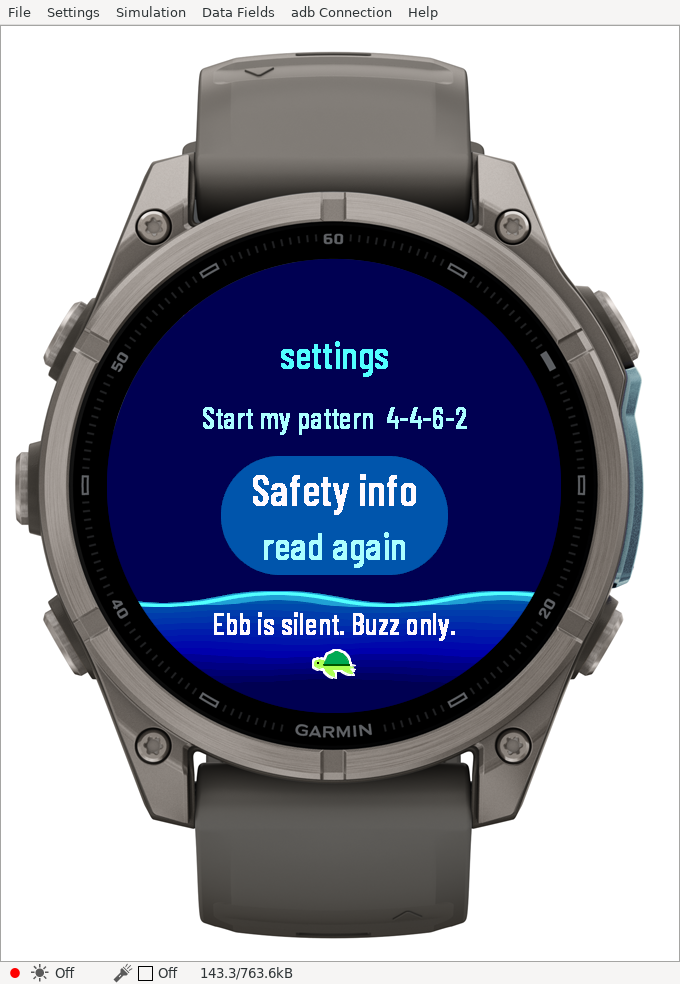 File Settings Simulation Data Fields adb Connection Help
60
50
settings
Start my pattern 4-4-6-2
Safety info
read again
40
20
Ebb is silent. Buzz only.
GARMIN
Off Off 143.3/763.6kB